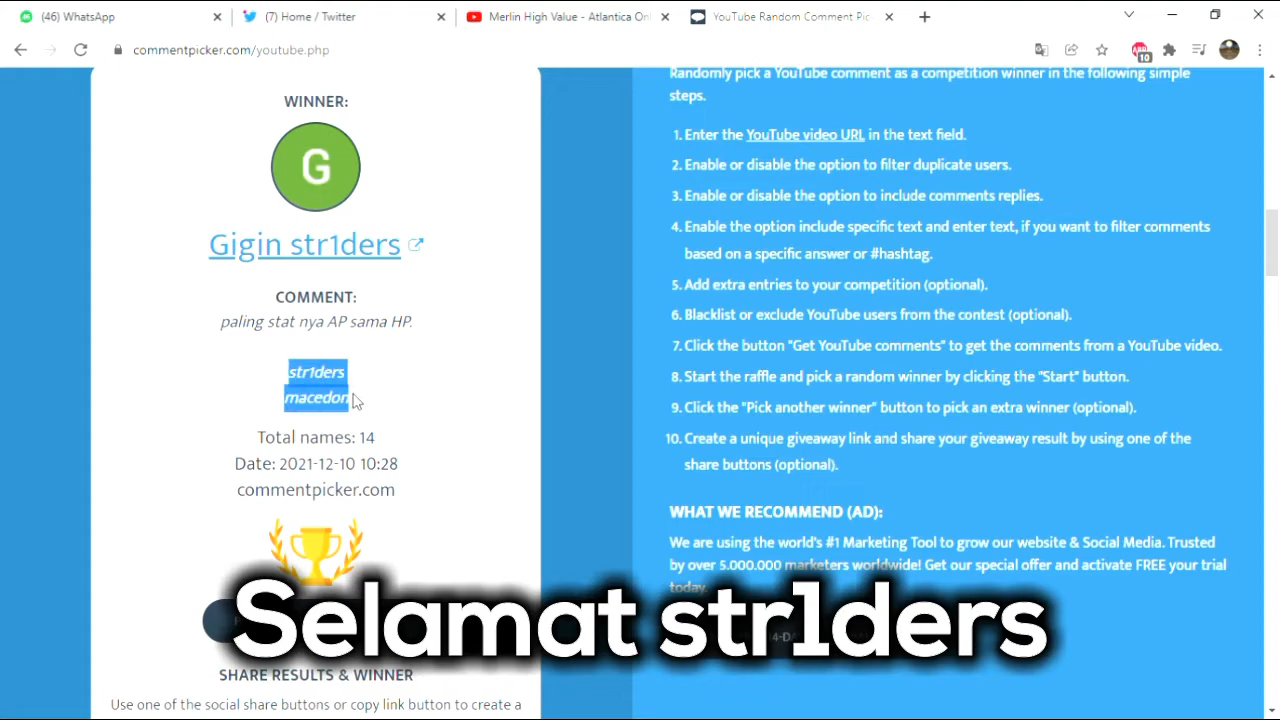 (46) WhatsApp
(7) Home / Twitter
Merlin High Value - Atlantica Onl
YouTube Random Comment Pic
commentpicker.com/youtube.php
10
WINNER:
G
Gigin str1ders
COMMENT:
paling stat nya AP sama HP.
str1ders
macedon
Total names: 14
Date: 2021-12-10 10:28
commentpicker.com
SHARE RESULTS & WINNER
Use one of the social share buttons or copy link button to create a
Randomly pick a YouTube comment as a competition winner in the following simple
steps.
1. Enter the YouTube video URL in the text field.
2. Enable or disable the option to filter duplicate users.
3. Enable or disable the option to include comments replies.
4. Enable the option include specific text and enter text, if you want to filter comments
based on a specific answer or #hashtag.
5. Add extra entries to your competition (optional).
6. Blacklist or exclude YouTube users from the contest (optional).
7. Click the button "Get YouTube comments" to get the comments from a YouTube video.
8. Start the raffle and pick a random winner by clicking the "Start" button.
9. Click the "Pick another winner" button to pick an extra winner (optional).
10. Create a unique giveaway link and share your giveaway result by using one of the
share buttons (optional).
WHAT WE RECOMMEND (AD):
We are using the world's #1 Marketing Tool to grow our website & Social Media. Trusted
by over 5.000.000 marketers worldwide! Get our special offer and activate FREE your trial
today.
Selamat str1ders